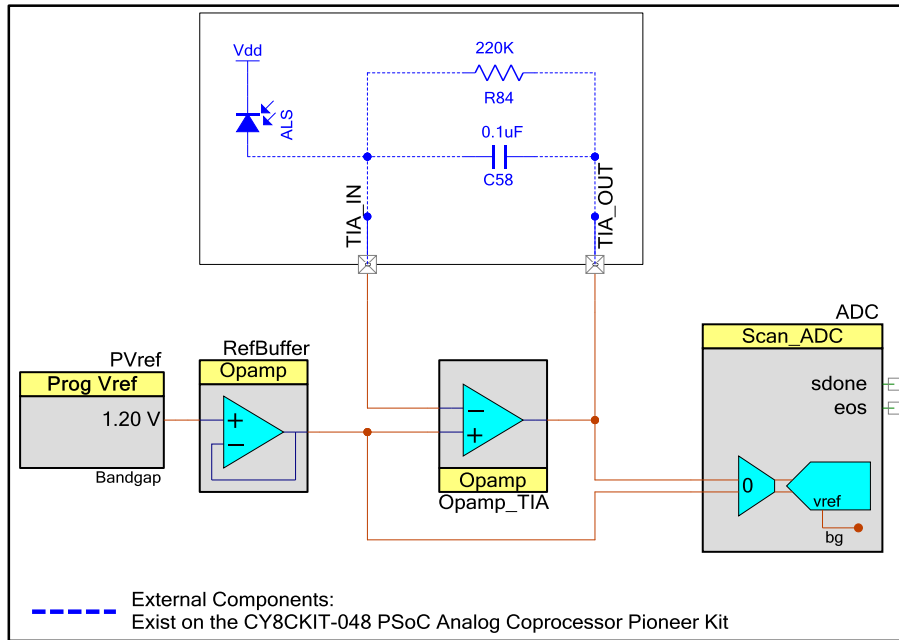 Vdd
ALS
220K
R84
0.1uF
C58
TIA_IN
TIA_OUT
ADC
Scan_ADC
sdone
eos
0
vref
bg
PVref
Prog Vref
1.20 V
Bandgap
RefBuffer
Opamp
+
−
−
+
Opamp
Opamp_TIA
External Components:
Exist on the CY8CKIT-048 PSoC Analog Coprocessor Pioneer Kit